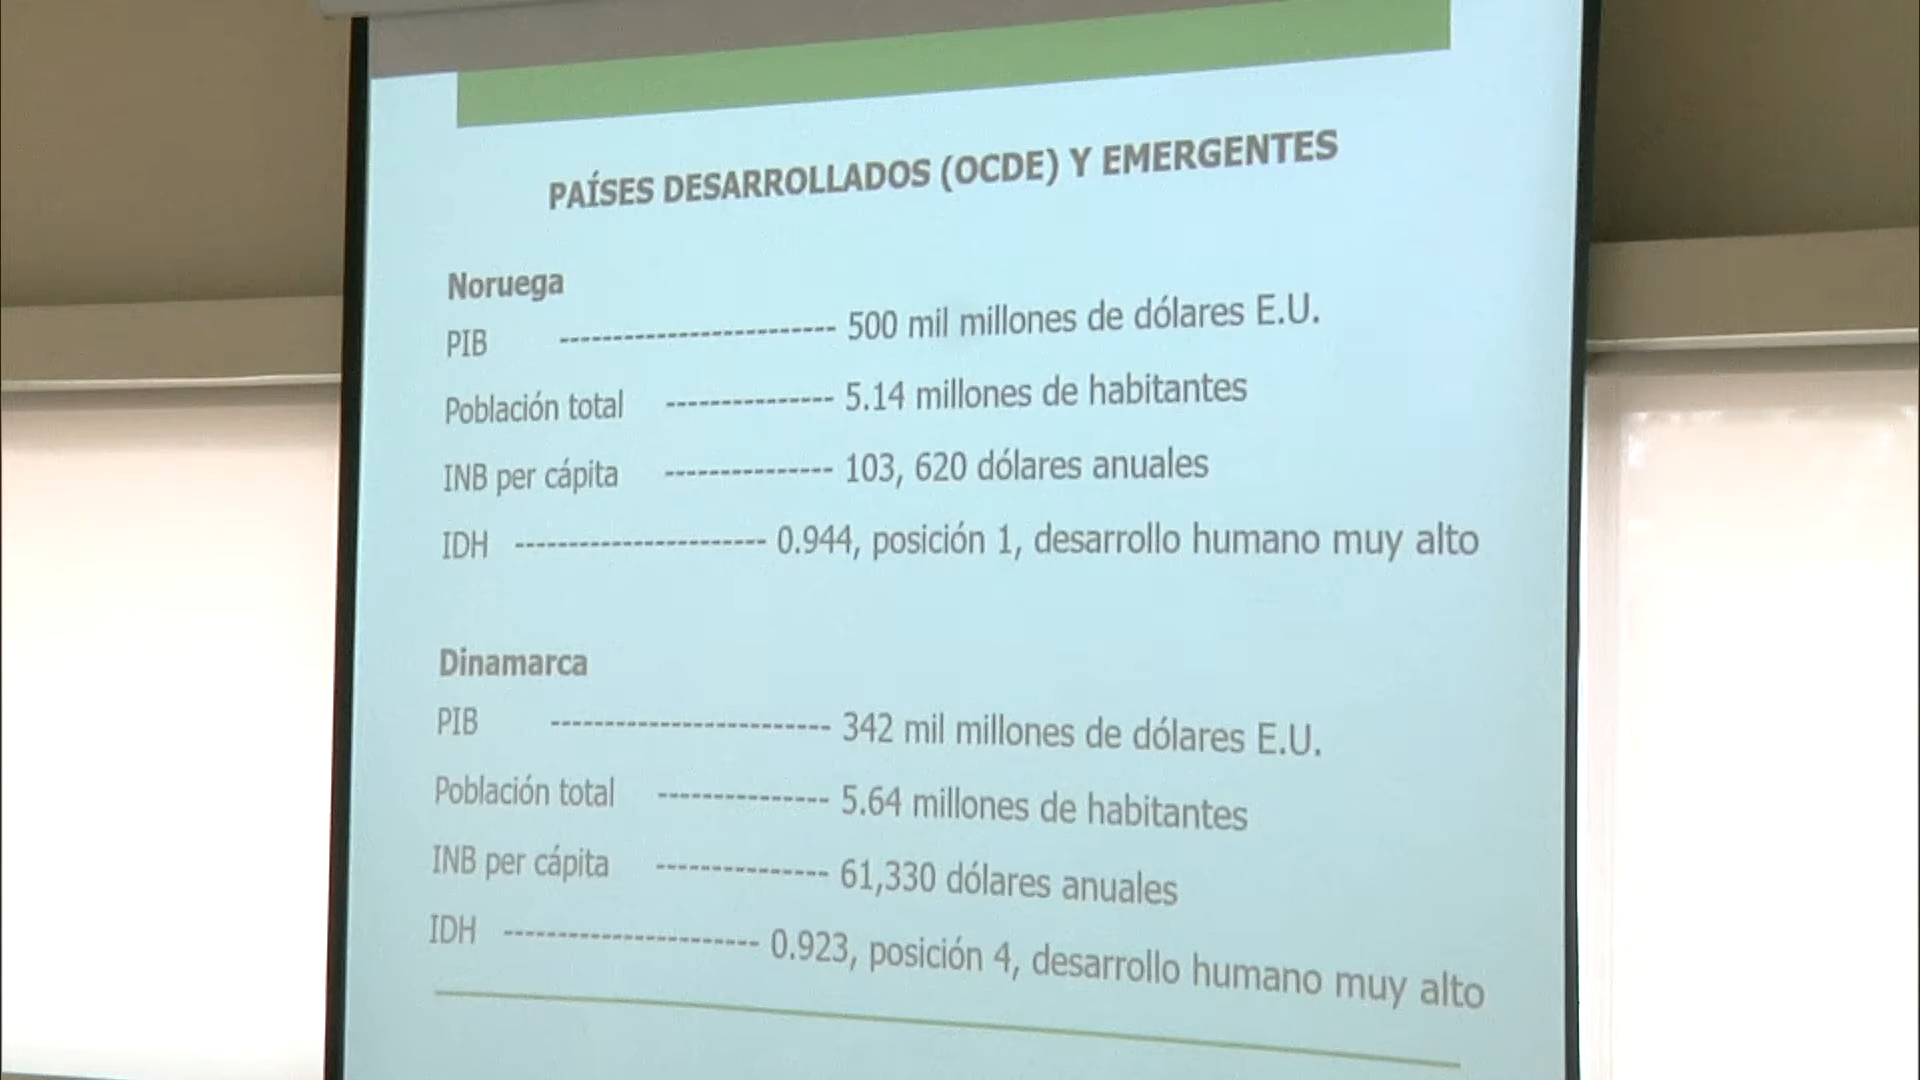 PAÍSES DESARROLLADOS (OCDE) Y EMERGENTES
Noruega
PIB ------------------------- 500 mil millones de dólares E.U.
Población total --------------- 5.14 millones de habitantes
INB per cápita --------------- 103, 620 dólares anuales
IDH ----------------------- 0.944, posición 1, desarrollo humano muy alto
Dinamarca
PIB ------------------------- 342 mil millones de dólares E.U.
Población total --------------- 5.64 millones de habitantes
INB per cápita --------------- 61,330 dólares anuales
IDH ----------------------- 0.923, posición 4, desarrollo humano muy alto